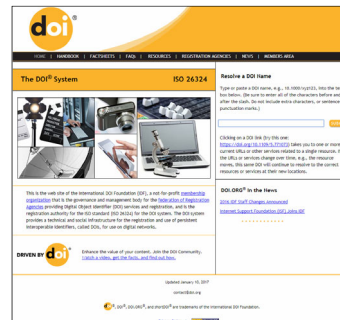 doi®
HOME | HANDBOOK | FACTSHEETS | FAQs | RESOURCES | REGISTRATION AGENCIES | NEWS | MEMBERS AREA
The DOI® System ISO 26324
Resolve a DOI Name
Type or paste a DOI name, e.g., 10.1000/xyz123, into the te
box below. (Be sure to enter all of the characters before and
after the slash. Do not include extra characters, or sentence
punctuation marks.)
Clicking on a DOI link (try this one:
takes you to one or more
current URLs or other services related to a single resource. I
the URLs or services change over time, e.g., the resource
moves, this same DOI will continue to resolve to the correct
resources or services at their new locations.
This is the web site of the International DOI Foundation (IDF), a not-for-profit membership
organization that is the governance and management body for the federation of Registration
Agencies providing Digital Object Identifier (DOI) services and registration, and is the
registration authority for the ISO standard (ISO 26324) for the DOI system. The DOI system
provides a technical and social infrastructure for the registration and use of persistent
interoperable identifiers, called DOIs, for use on digital networks.
DOI.ORG® in the News
2016 IDF Staff Changes Announced
Internet Support Foundation (ISF) Joins IDF
DRIVEN BY doi®
Enhance the value of your content. Join the DOI Community.
Watch a video, get the facts, and find out how.
Updated January 10, 2017
contact@doi.org
doi®, DOI®, DOI.ORG®, and shortDOI® are trademarks of the International DOI Foundation.